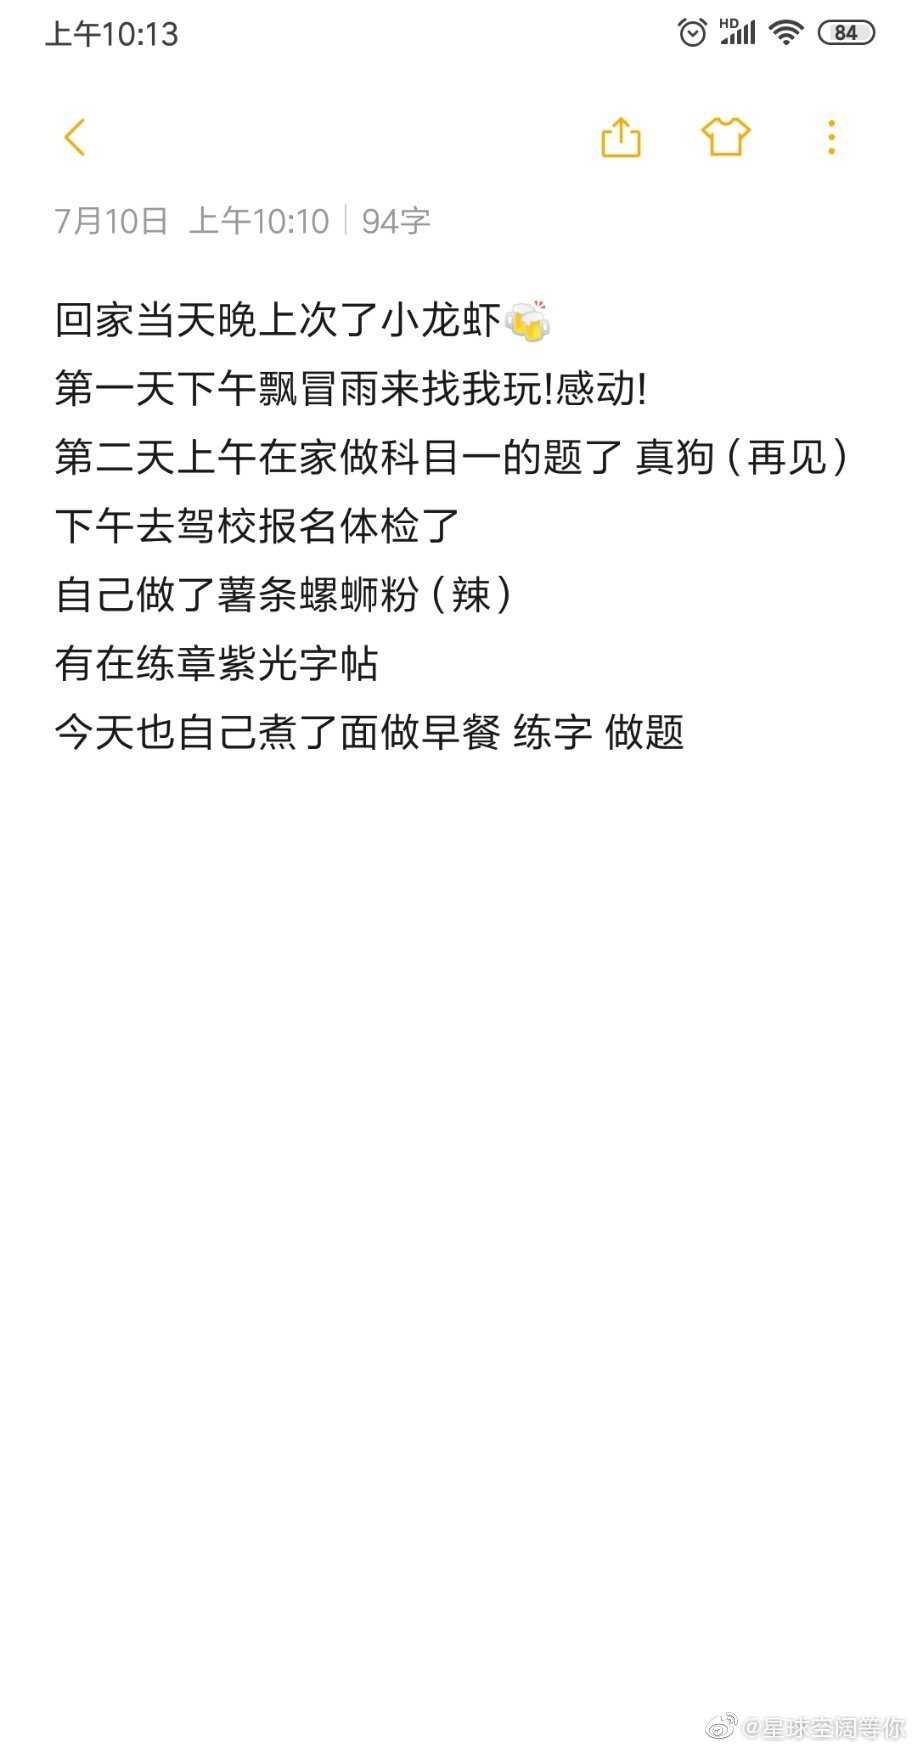 上午10:13
HD
84
7月10日 上午10:10 | 94字
回家当天晚上次了小龙虾🍻
第一天下午飘冒雨来找我玩!感动!
第二天上午在家做科目一的题了 真狗（再见）
下午去驾校报名体检了
自己做了薯条螺蛳粉（辣）
有在练章紫光字帖
今天也自己煮了面做早餐 练字 做题
@星球空阔等你